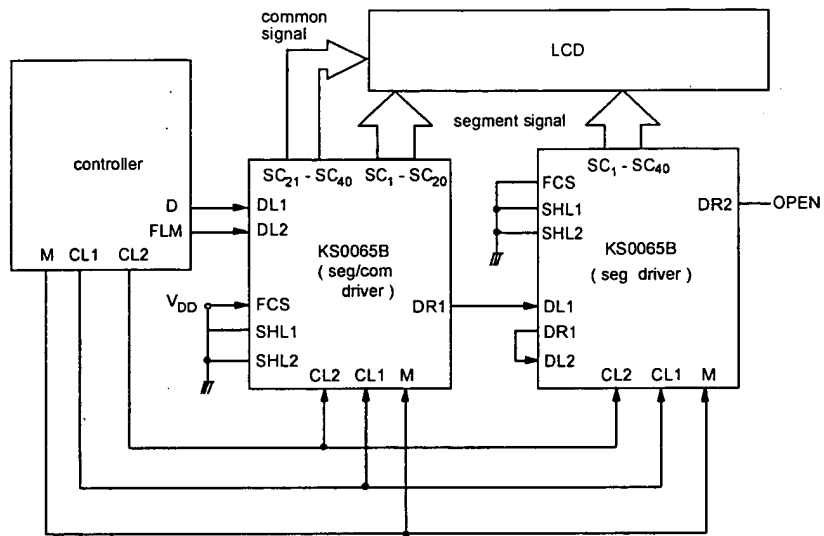 common
signal
LCD
segment signal
controller
D
FLM
M CL1 CL2
SC21 - SC40 SC1 - SC20
DL1
DL2
KS0065B
( seg/com
driver )
VDD
FCS
DR1
SHL1
SHL2
CL2 CL1 M
SC1 - SC40
FCS
DR2
OPEN
SHL1
SHL2
KS0065B
( seg driver )
DL1
DR1
DL2
CL2 CL1 M